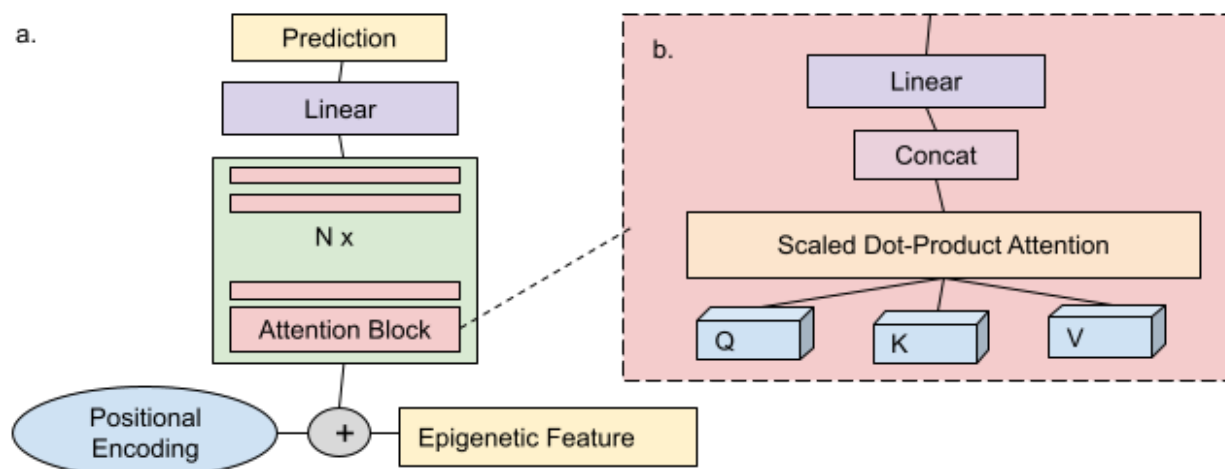 a.
Prediction
Linear
N x
Attention Block
Positional
Encoding
+
Epigenetic Feature
b.
Linear
Concat
Scaled Dot-Product Attention
Q
K
V